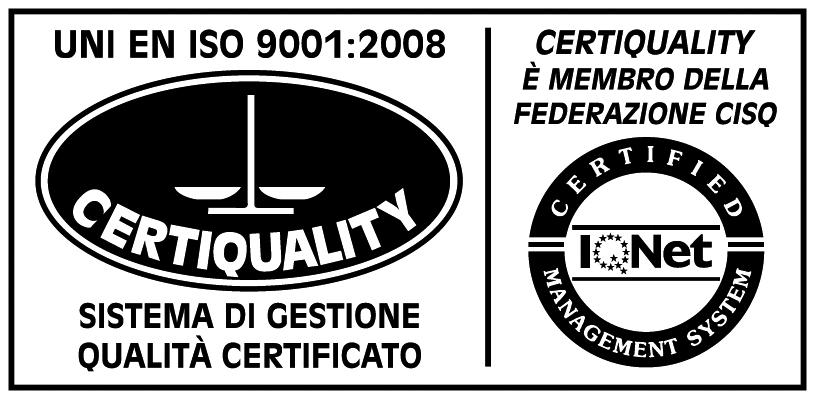 UNI EN ISO 9001:2008
CERTIQUALITY
SISTEMA DI GESTIONE
QUALITÀ CERTIFICATO
CERTIQUALITY
È MEMBRO DELLA
FEDERAZIONE CISQ
CERTIFIED
IQNet
MANAGEMENT SYSTEM